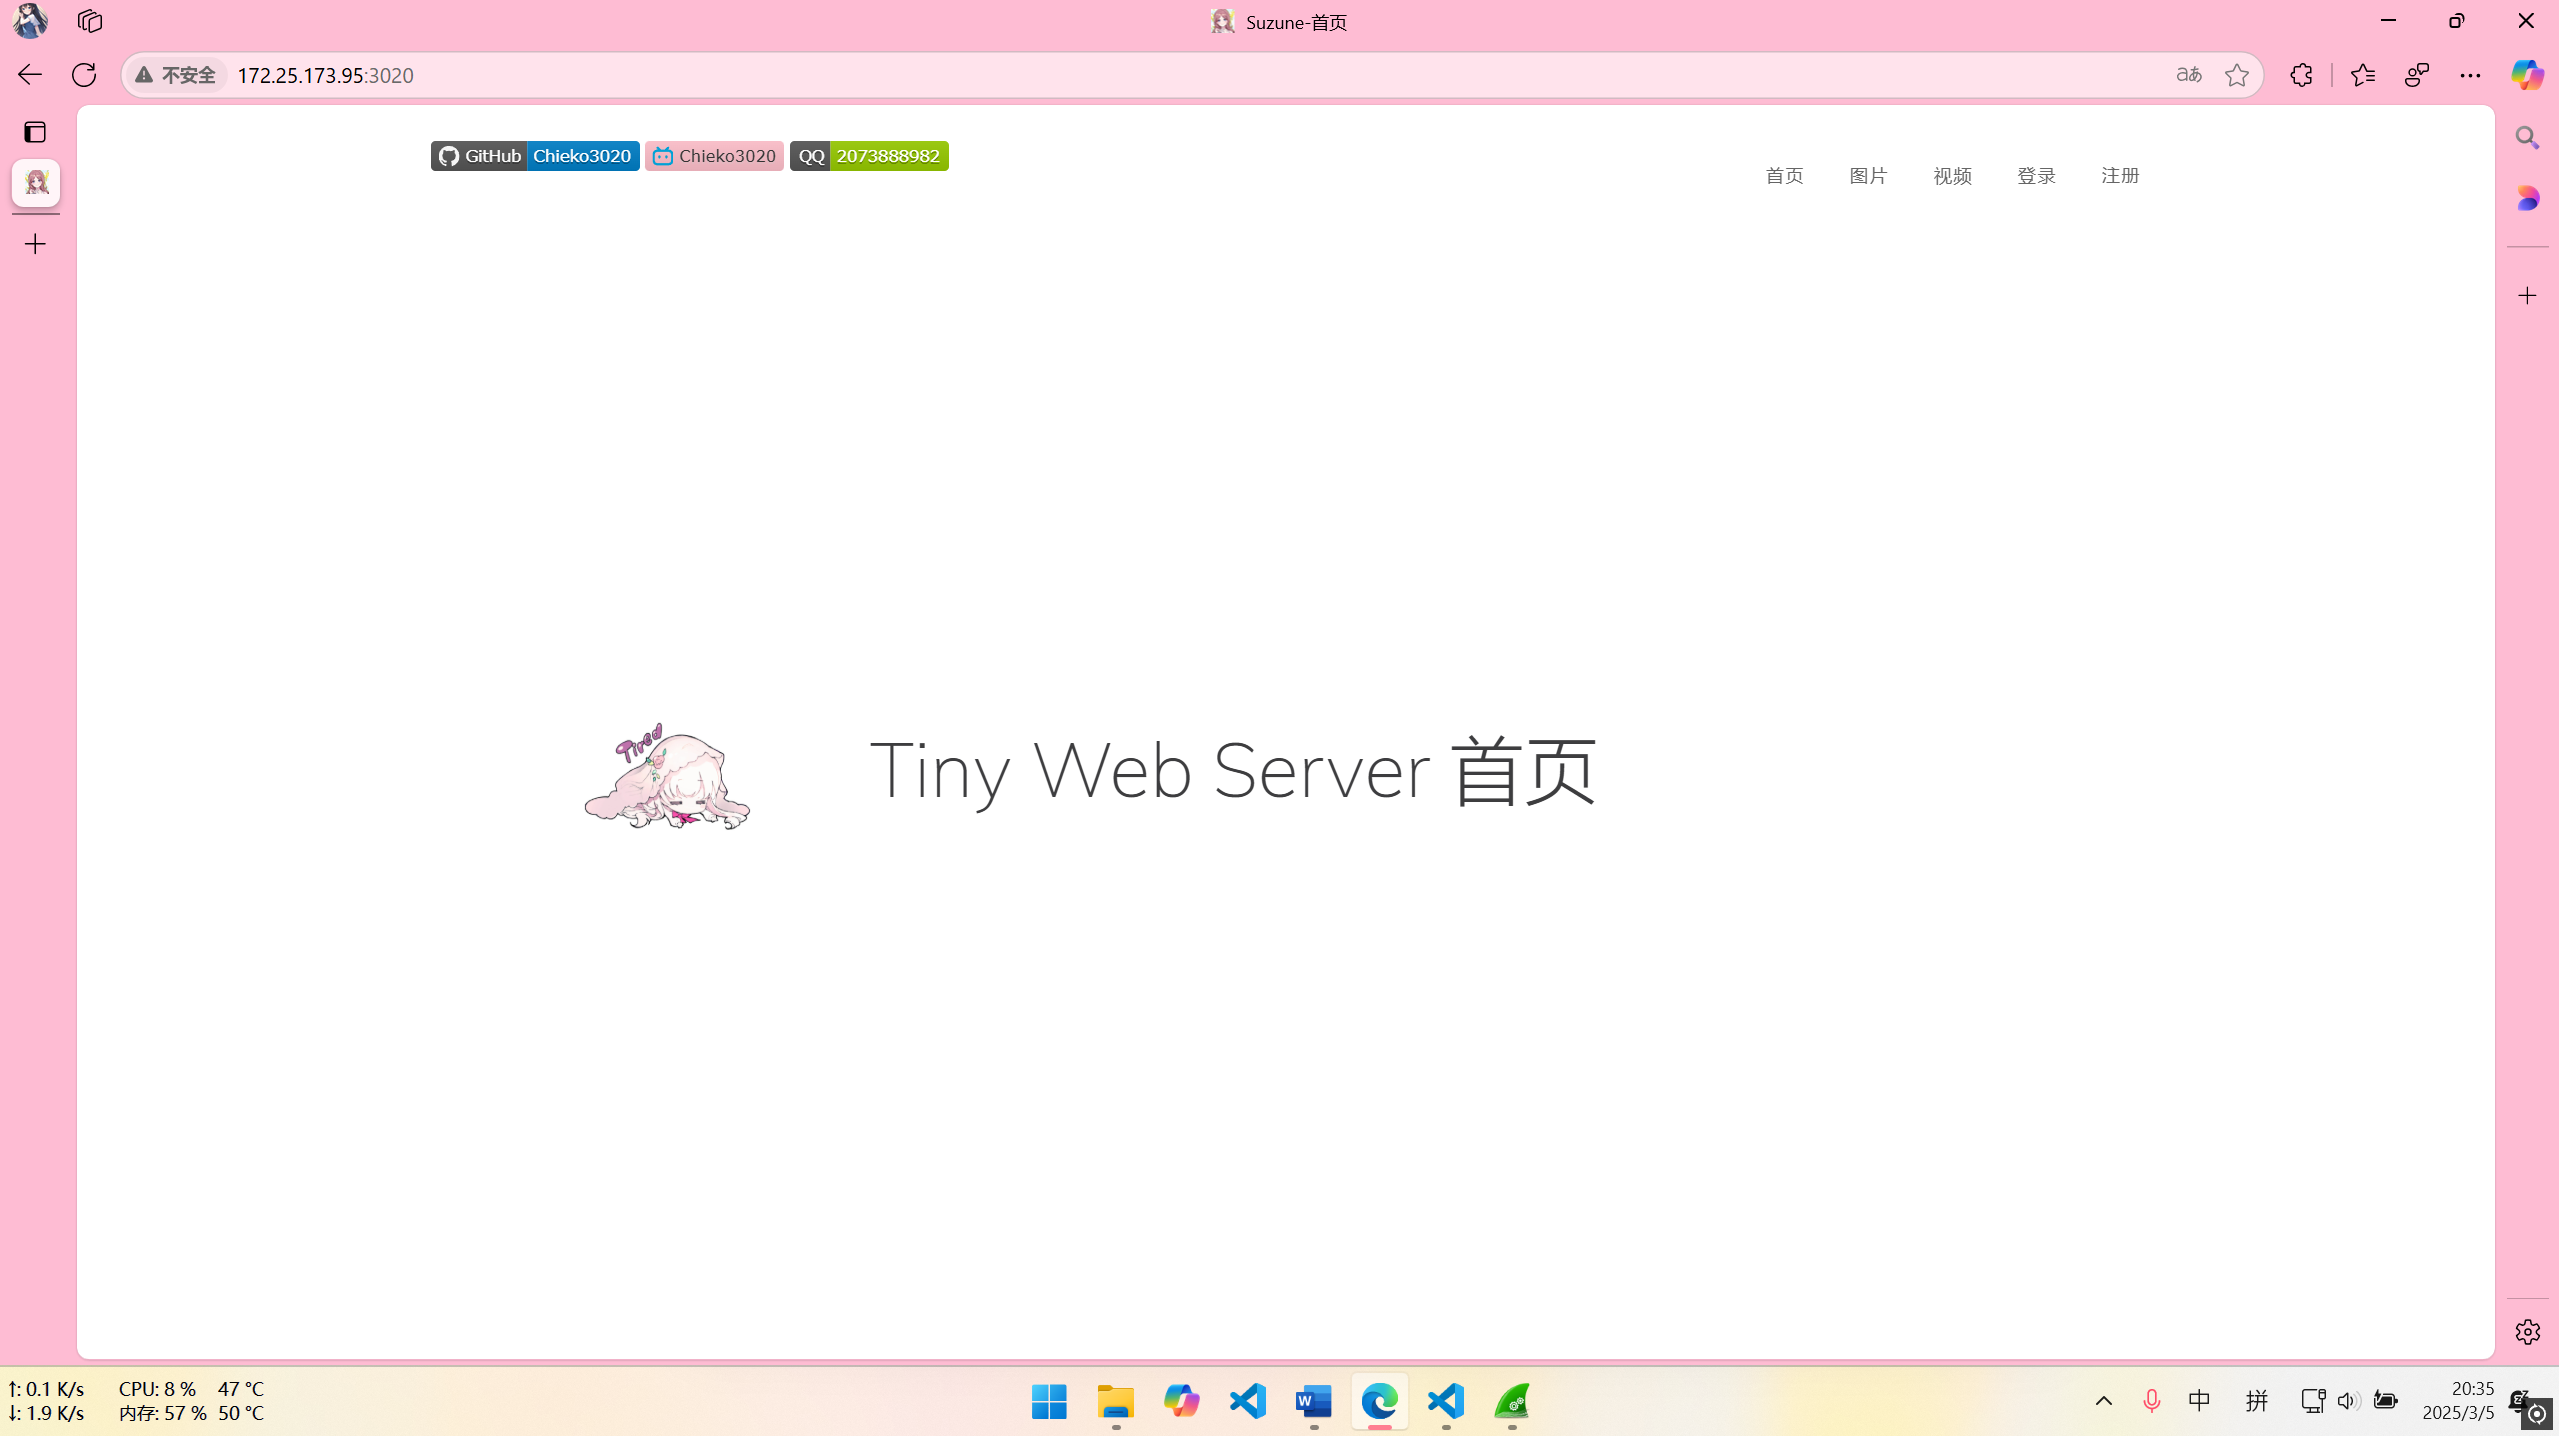 Suzune-首页
不安全 172.25.173.95:3020 aあ
GitHub Chieko3020 Chieko3020 QQ 2073888982
首页 图片 视频 登录 注册
Tired
Tiny Web Server 首页
↑: 0.1 K/s CPU: 8 % 47 °C
↓: 1.9 K/s 内存: 57 % 50 °C
W
中 拼
20:35
2025/3/5